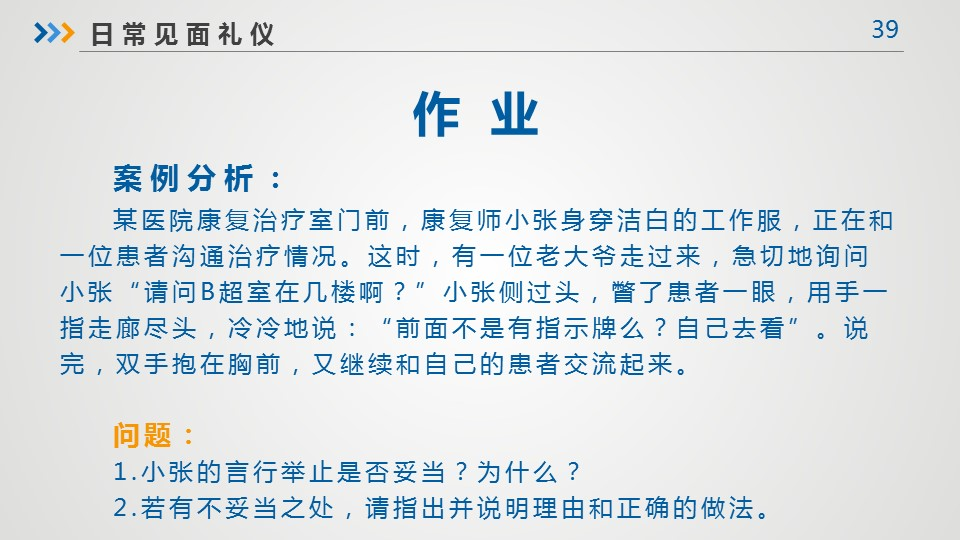 日常见面礼仪
39
作 业
案例分析：
某医院康复治疗室门前，康复师小张身穿洁白的工作服，正在和
一位患者沟通治疗情况。这时，有一位老大爷走过来，急切地询问
小张“请问B超室在几楼啊？”小张侧过头，瞥了患者一眼，用手一
指走廊尽头，冷冷地说：“前面不是有指示牌么？自己去看”。说
完，双手抱在胸前，又继续和自己的患者交流起来。
问题：
1.小张的言行举止是否妥当？为什么？
2.若有不妥当之处，请指出并说明理由和正确的做法。